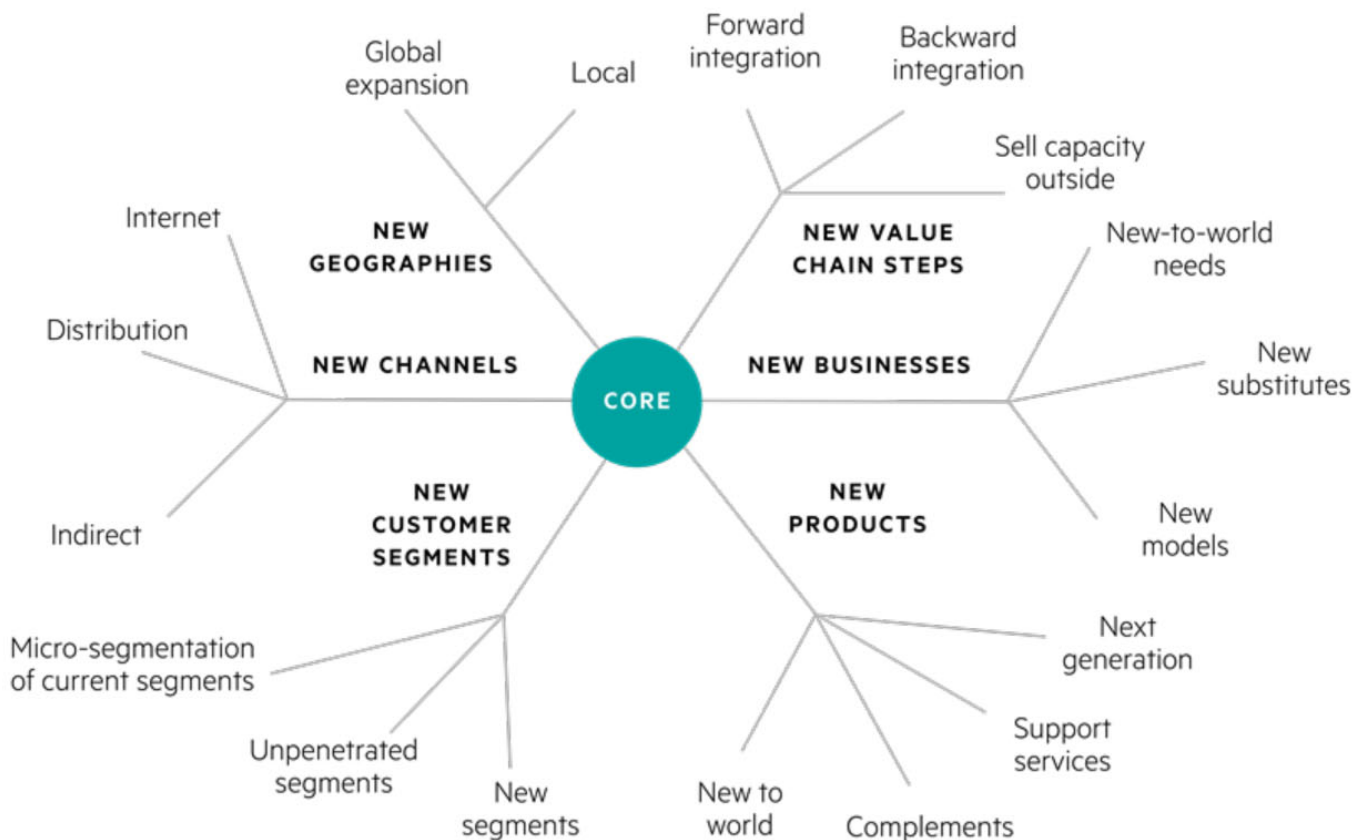 Global
expansion
Local
Forward
integration
Backward
integration
Sell capacity
outside
Internet
NEW
GEOGRAPHIES
NEW VALUE
CHAIN STEPS
New-to-world
needs
Distribution
NEW CHANNELS
CORE
NEW BUSINESSES
New
substitutes
Indirect
NEW
CUSTOMER
SEGMENTS
NEW
PRODUCTS
New
models
Micro-segmentation
of current segments
Unpenetrated
segments
New
segments
New to
world
Complements
Support
services
Next
generation